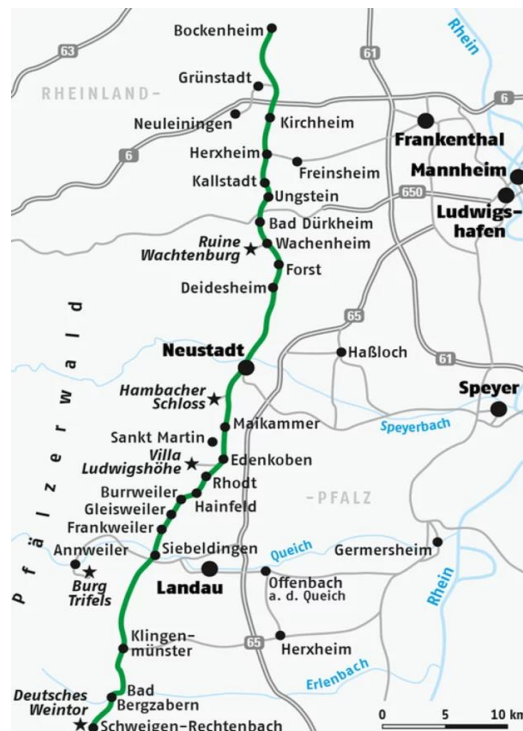 Bockenheim
63
61
Rhein
Grünstadt
RHEINLAND-
6
Neuleiningen
Kirchheim
Frankenthal
6
Herxheim
Freinsheim
Mannheim
Kallstadt
Ungstein
650
Ludwigs-
hafen
Bad Dürkheim
Ruine
Wachtenburg
Wachenheim
Forst
Deidesheim
65
Neustadt
Haßloch
61
Pfälzerwald
Hambacher
Schloss
Speyer
Maikammer
Speyerbach
Sankt Martin
Villa
Ludwigshöhe
Edenkoben
Rhodt
Burrweiler
Hainfeld
-PFALZ
Gleisweiler
Frankweiler
Annweiler
Siebeldingen
Queich
Germersheim
Burg
Trifels
Landau
Offenbach
a. d. Queich
Rhein
Klingen-
münster
65
Herxheim
Erlenbach
Deutsches
Weintor
Bad
Bergzabern
Schweigen-Rechtenbach
0 5 10 km